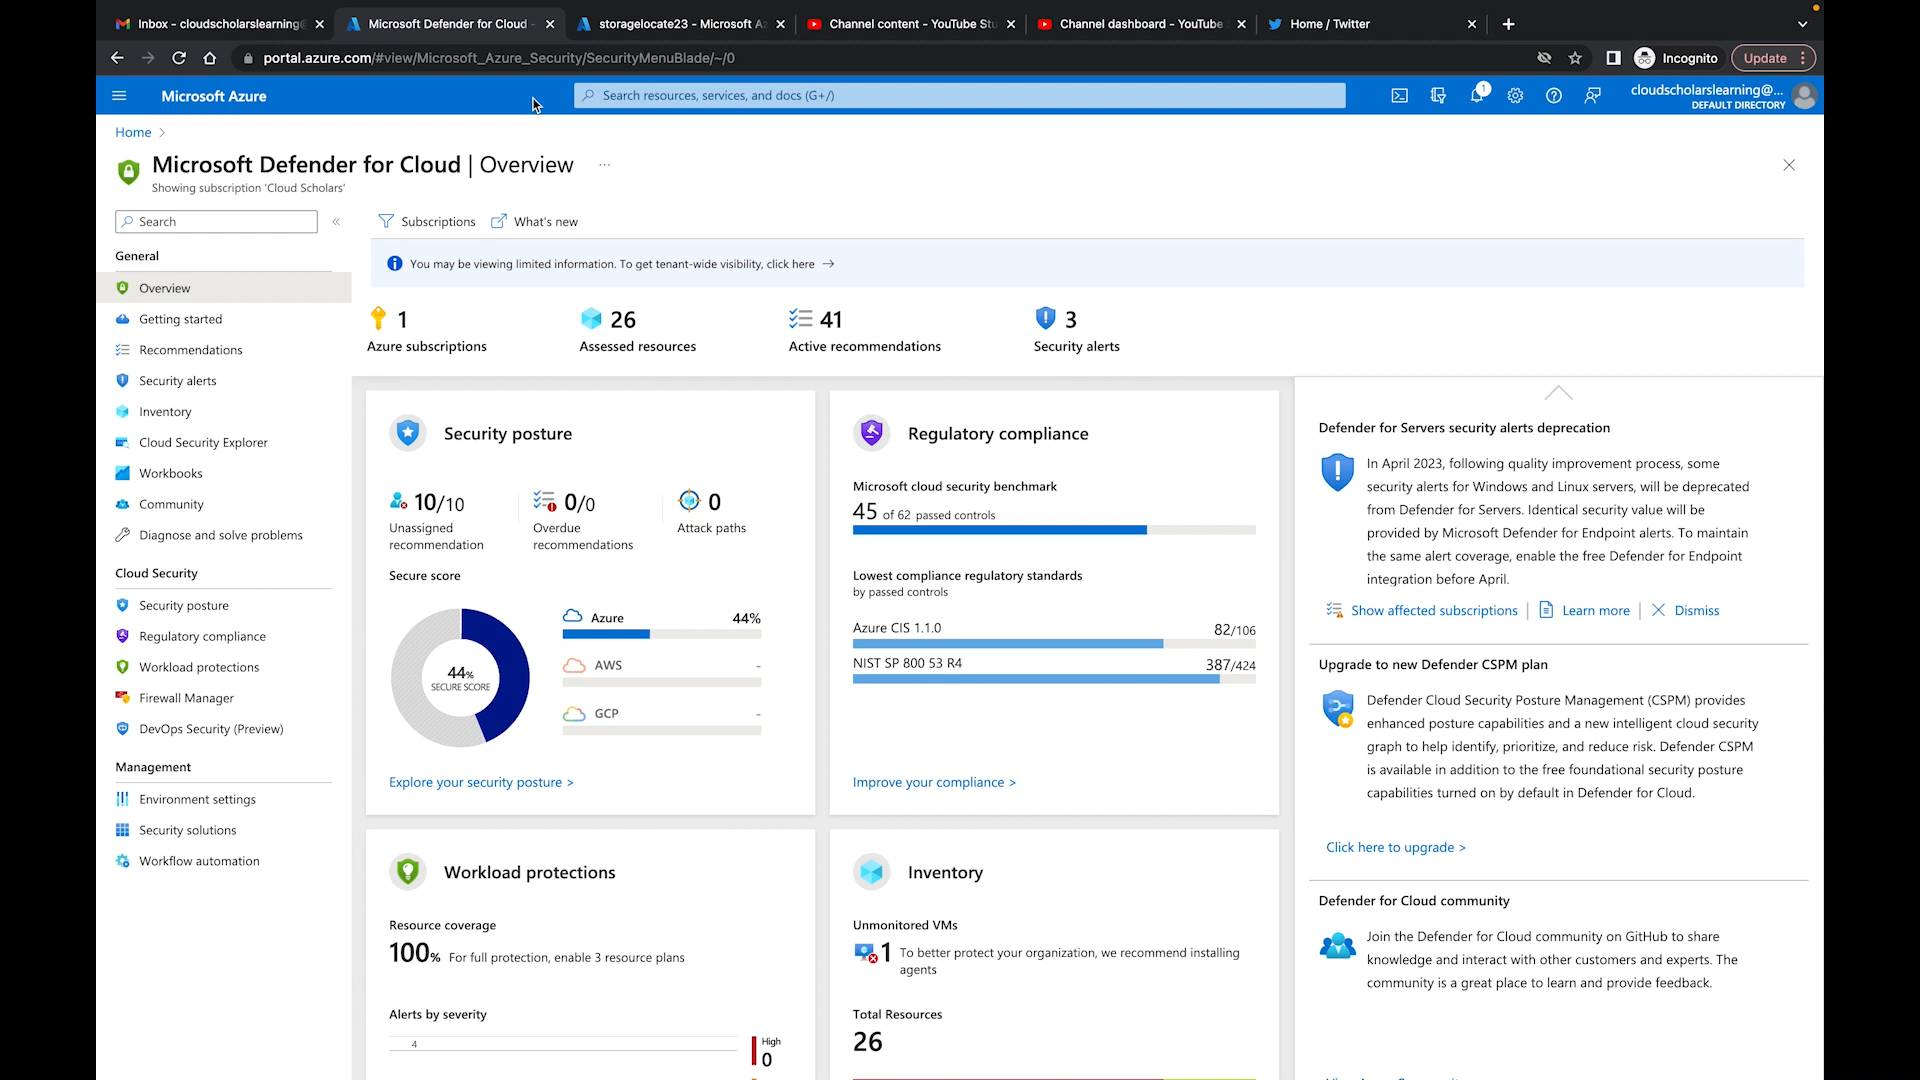 Inbox - cloudscholarslearning@
Microsoft Defender for Cloud -
storagelocate23 - Microsoft Az
Channel content - YouTube Stu
Channel dashboard - YouTube
Home / Twitter
portal.azure.com/#view/Microsoft_Azure_Security/SecurityMenuBlade/~/0
Incognito
Update
Microsoft Azure
Search resources, services, and docs (G+/)
1
cloudscholarslearning@...
DEFAULT DIRECTORY
Home
Microsoft Defender for Cloud | Overview
...
Showing subscription 'Cloud Scholars'
Search
«
General
Overview
Getting started
Recommendations
Security alerts
Inventory
Cloud Security Explorer
Workbooks
Community
Diagnose and solve problems
Cloud Security
Security posture
Regulatory compliance
Workload protections
Firewall Manager
DevOps Security (Preview)
Management
Environment settings
Security solutions
Workflow automation
Subscriptions
What's new
You may be viewing limited information. To get tenant-wide visibility, click here →
1
Azure subscriptions
26
Assessed resources
41
Active recommendations
3
Security alerts
Security posture
10/10
Unassigned
recommendation
0/0
Overdue
recommendations
0
Attack paths
Secure score
44%
SECURE SCORE
Azure 44%
AWS -
GCP -
Explore your security posture >
Regulatory compliance
Microsoft cloud security benchmark
45 of 62 passed controls
Lowest compliance regulatory standards
by passed controls
Azure CIS 1.1.0 82/106
NIST SP 800 53 R4 387/424
Improve your compliance >
Workload protections
Resource coverage
100% For full protection, enable 3 resource plans
Alerts by severity
4
High
0
Inventory
Unmonitored VMs
1 To better protect your organization, we recommend installing
agents
Total Resources
26
Defender for Servers security alerts deprecation
In April 2023, following quality improvement process, some
security alerts for Windows and Linux servers, will be deprecated
from Defender for Servers. Identical security value will be
provided by Microsoft Defender for Endpoint alerts. To maintain
the same alert coverage, enable the free Defender for Endpoint
integration before April.
Show affected subscriptions
Learn more
Dismiss
Upgrade to new Defender CSPM plan
Defender Cloud Security Posture Management (CSPM) provides
enhanced posture capabilities and a new intelligent cloud security
graph to help identify, prioritize, and reduce risk. Defender CSPM
is available in addition to the free foundational security posture
capabilities turned on by default in Defender for Cloud.
Click here to upgrade >
Defender for Cloud community
Join the Defender for Cloud community on GitHub to share
knowledge and interact with other customers and experts. The
community is a great place to learn and provide feedback.